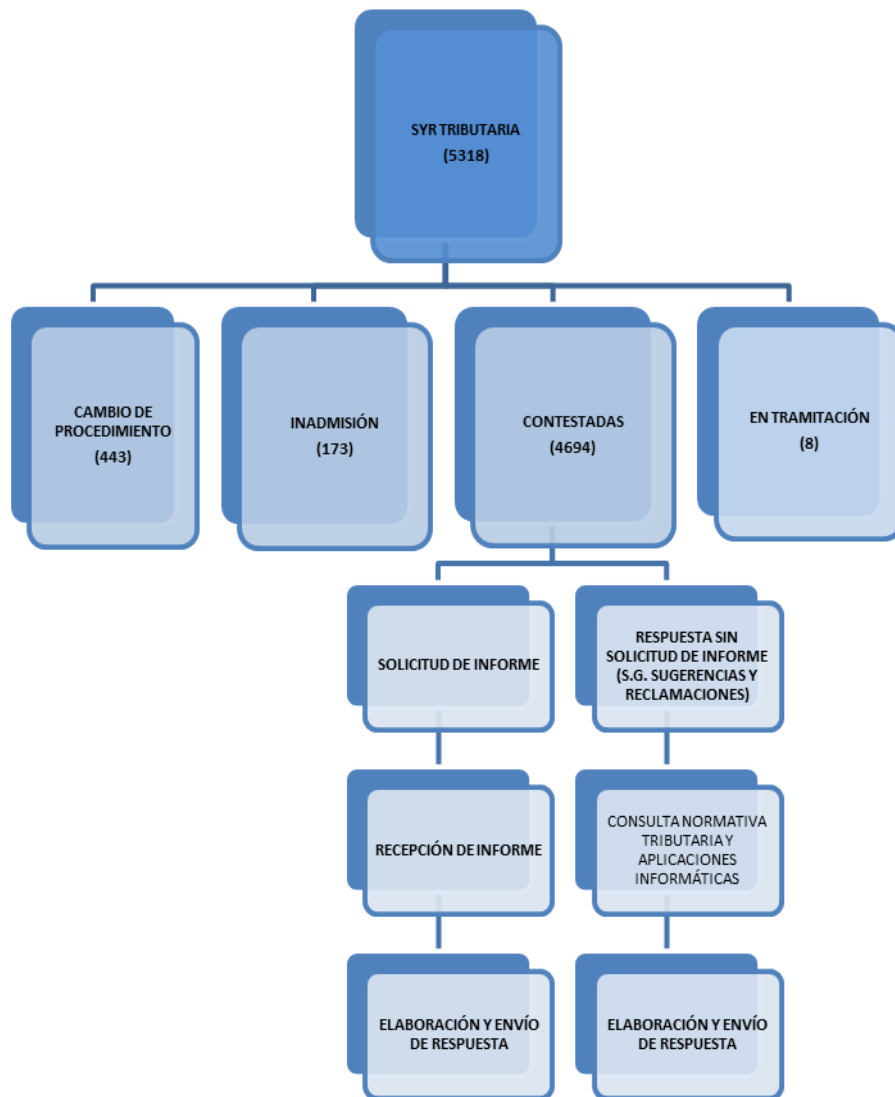 SYR TRIBUTARIA
(5318)
CAMBIO DE
PROCEDIMIENTO
(443)
INADMISIÓN
(173)
CONTESTADAS
(4694)
EN TRAMITACIÓN
(8)
SOLICITUD DE INFORME
RESPUESTA SIN
SOLICITUD DE INFORME
(S.G. SUGERENCIAS Y
RECLAMACIONES)
RECEPCIÓN DE INFORME
CONSULTA NORMATIVA
TRIBUTARIA Y
APLICACIONES
INFORMÁTICAS
ELABORACIÓN Y ENVÍO
DE RESPUESTA
ELABORACIÓN Y ENVÍO
DE RESPUESTA